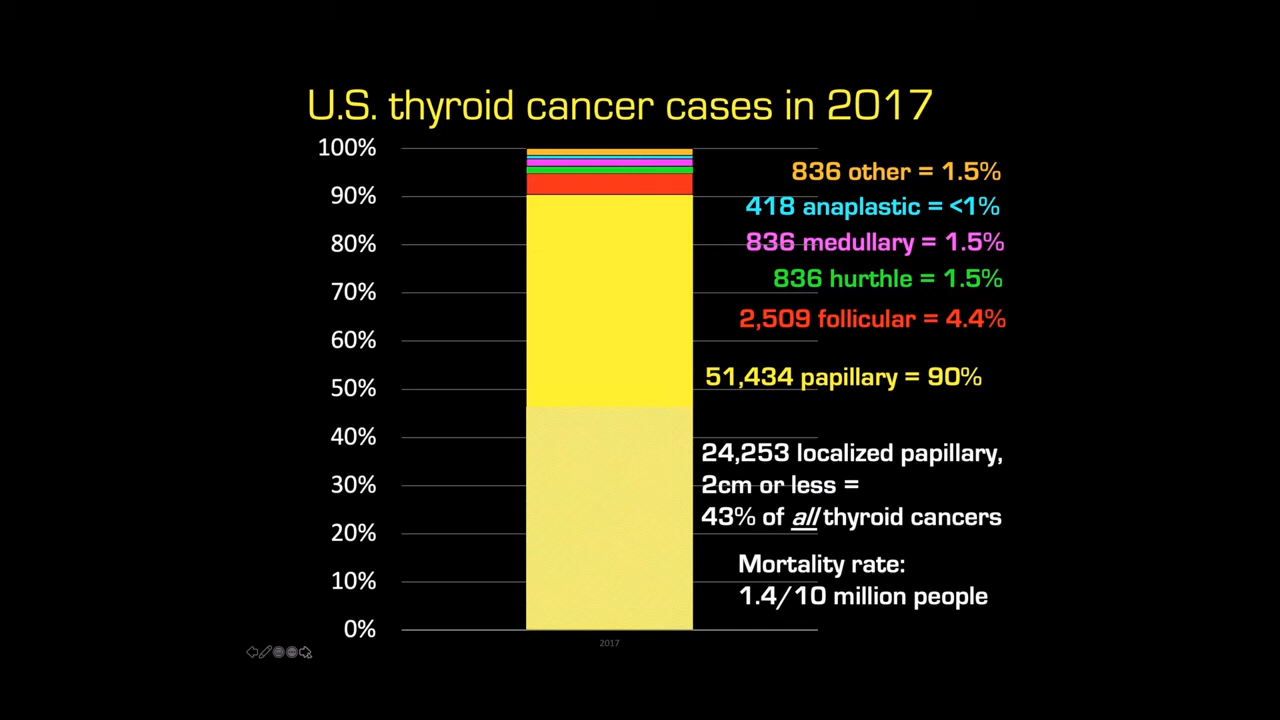 U.S. thyroid cancer cases in 2017
100%
90%
80%
70%
60%
50%
40%
30%
20%
10%
0%
836 other = 1.5%
418 anaplastic = <1%
836 medullary = 1.5%
836 hurthle = 1.5%
2,509 follicular = 4.4%
51,434 papillary = 90%
24,253 localized papillary,
2cm or less =
43% of all thyroid cancers
Mortality rate:
1.4/10 million people
2017